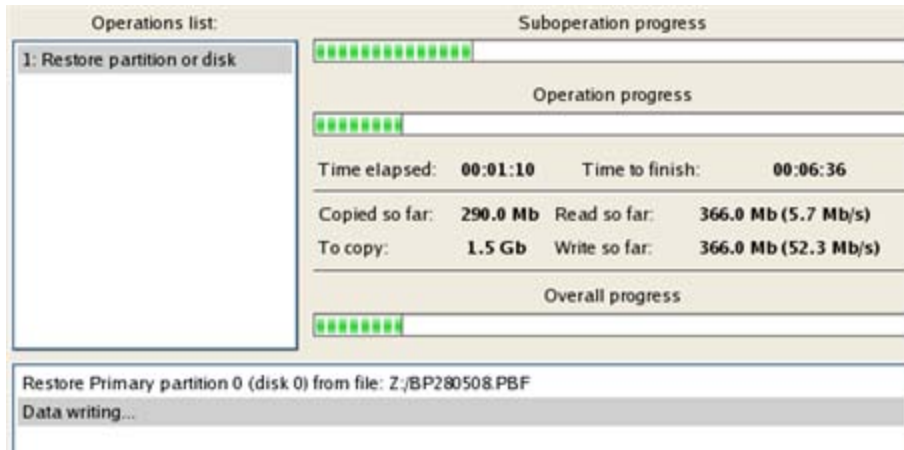 Operations list:
1: Restore partition or disk
Suboperation progress
Operation progress
Time elapsed: 00:01:10 Time to finish: 00:06:36
Copied so far: 290.0 Mb Read so far: 366.0 Mb (5.7 Mb/s)
To copy: 1.5 Gb Write so far: 366.0 Mb (52.3 Mb/s)
Overall progress
Restore Primary partition 0 (disk 0) from file: Z:/BP280508.PBF
Data writing...